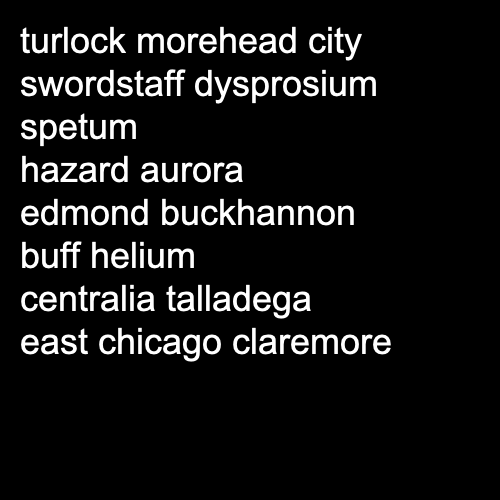 turlock morehead city
swordstaff dysprosium
spetum
hazard aurora
edmond buckhannon
buff helium
centralia talladega
east chicago claremore